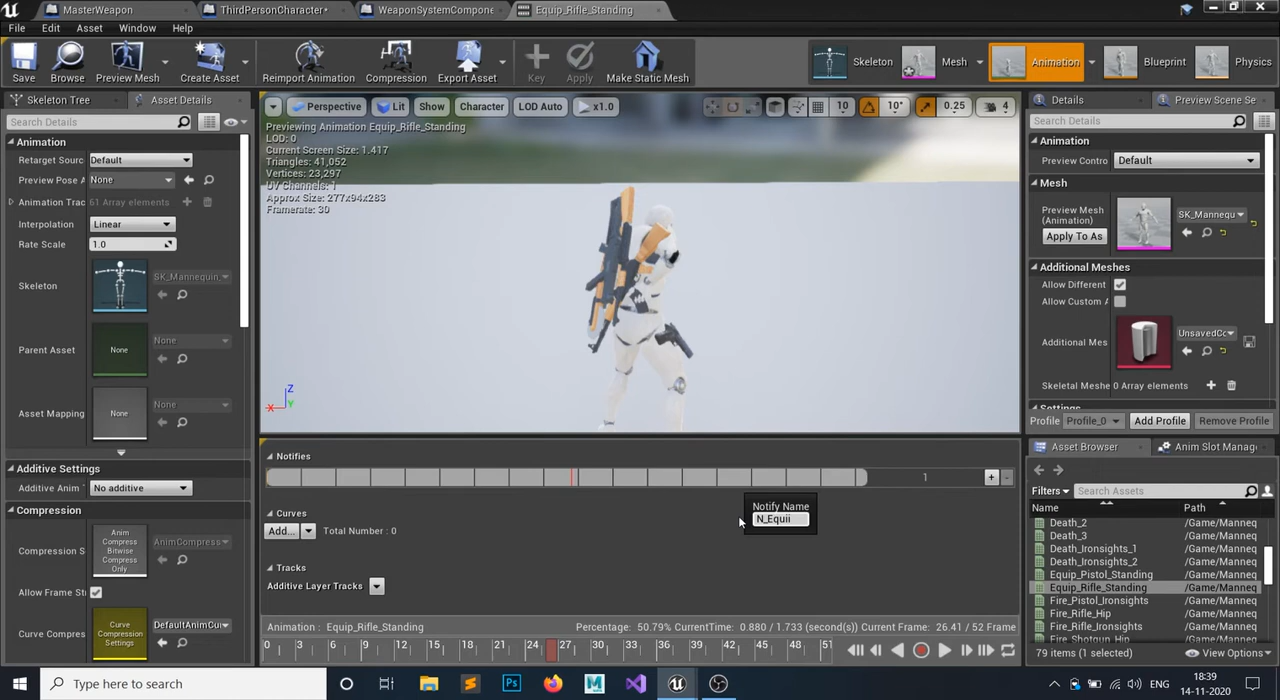 MasterWeapon
ThirdPersonCharacter*
WeaponSystemCompone
Equip_Rifle_Standing
File Edit Asset Window Help
Save Browse Preview Mesh Create Asset Reimport Animation Compression Export Asset Key Apply Make Static Mesh
Skeleton Mesh Animation Blueprint Physics
Skeleton Tree Asset Details
Search Details
Animation
Retarget Sourc Default
Preview Pose A None
Animation Trac 61 Array elements
Interpolation Linear
Rate Scale 1.0
Skeleton SK_Mannequin_
Parent Asset None None
Asset Mapping None None
Additive Settings
Additive Anim No additive
Compression
Compression S Anim Compress Bitwise Compress Only AnimCompress
Allow Frame St
Curve Compres Curve Compression Settings DefaultAnimCur
Perspective Lit Show Character LOD Auto x1.0
10 10° 0.25 4
Previewing Animation Equip_Rifle_Standing
LOD: 0
Current Screen Size: 1.417
Triangles: 41,052
Vertices: 23,297
UV Channels: 1
Approx Size: 277x94x283
Framerate: 30
Z
X Y
Notifies
1
Notify Name
N_Equii
Curves
Add... Total Number : 0
Tracks
Additive Layer Tracks
Animation : Equip_Rifle_Standing Percentage: 50.79% CurrentTime: 0.880 / 1.733 (second(s)) Current Frame: 26.41 / 52 Frame
0 3 6 9 12 15 18 21 24 27 30 33 36 39 42 45 48 51
Details Preview Scene Se
Search Details
Animation
Preview Contro Default
Mesh
Preview Mesh (Animation) SK_Mannequ
Apply To As
Additional Meshes
Allow Different
Allow Custom A
Additional Mes UnsavedCo
Skeletal Meshe 0 Array elements
Settings
Profile Profile_0 Add Profile Remove Profile
Asset Browser Anim Slot Manag
Filters Search Assets
Name Path
Death_2 /Game/Manneq
Death_3 /Game/Manneq
Death_Ironsights_1 /Game/Manneq
Death_Ironsights_2 /Game/Manneq
Equip_Pistol_Standing /Game/Manneq
Equip_Rifle_Standing /Game/Manneq
Fire_Pistol_Ironsights /Game/Manneq
Fire_Rifle_Hip /Game/Manneq
Fire_Rifle_Ironsights /Game/Manneq
Fire_Shotgun_Hip /Game/Manneq
79 items (1 selected) View Options
Type here to search
Ps
ENG
18:39
14-11-2020